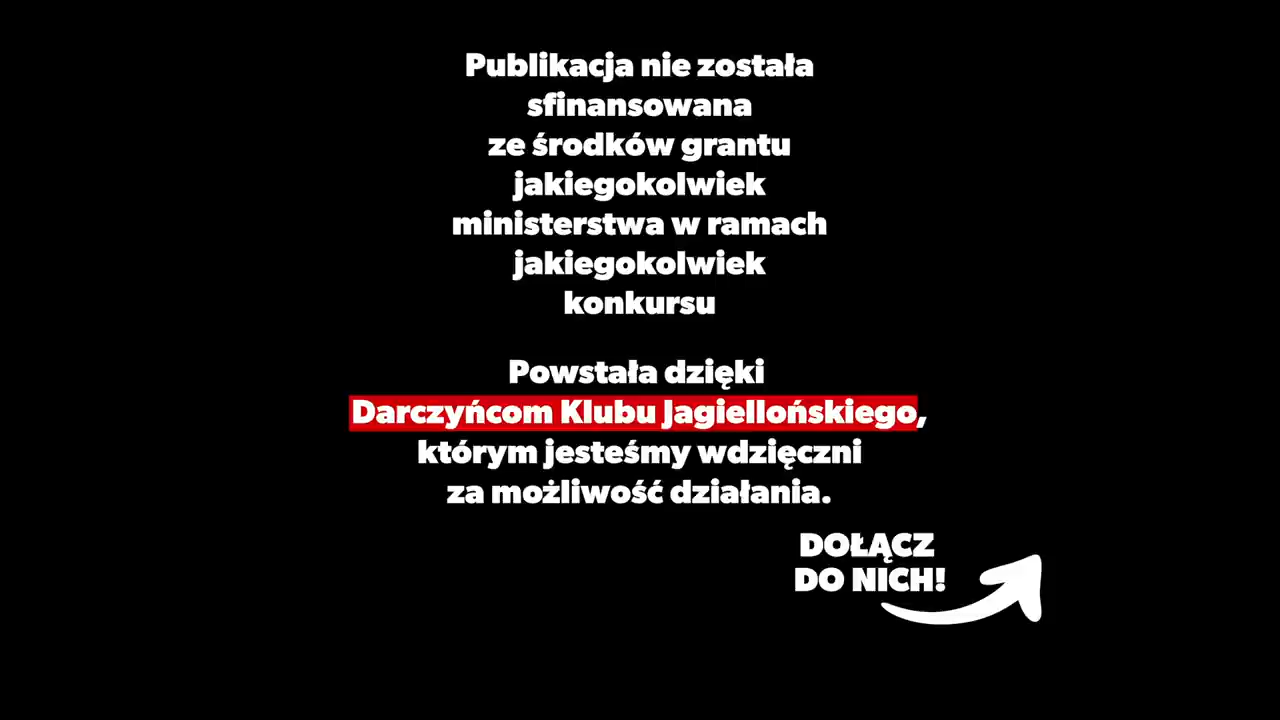 Publikacja nie została
sfinansowana
ze środków grantu
jakiegokolwiek
ministerstwa w ramach
jakiegokolwiek
konkursu
Powstała dzięki
Darczyńcom Klubu Jagiellońskiego,
którym jesteśmy wdzięczni
za możliwość działania.
DOŁĄCZ
DO NICH!